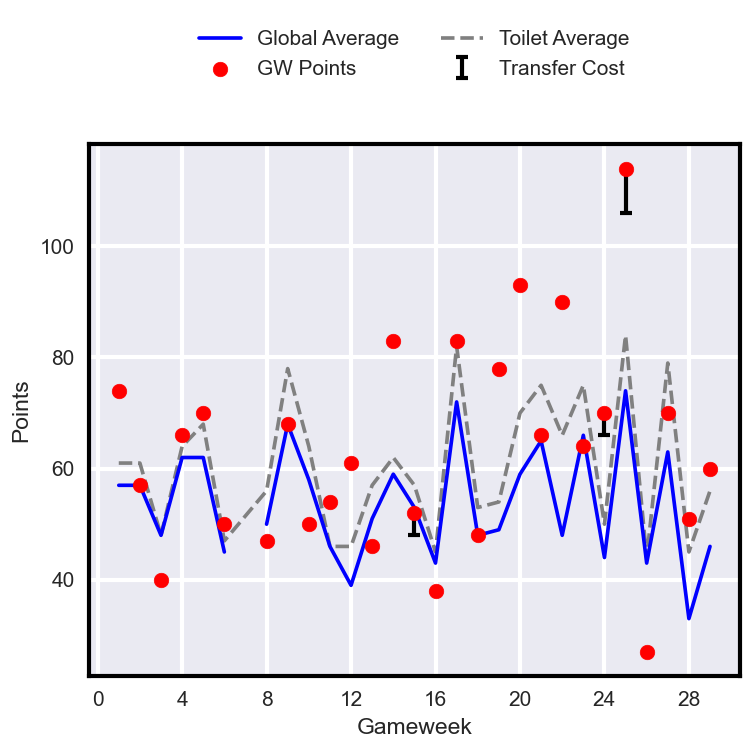 Global Average
Toilet Average
GW Points
Transfer Cost
100
80
60
40
Points
0 4 8 12 16 20 24 28
Gameweek